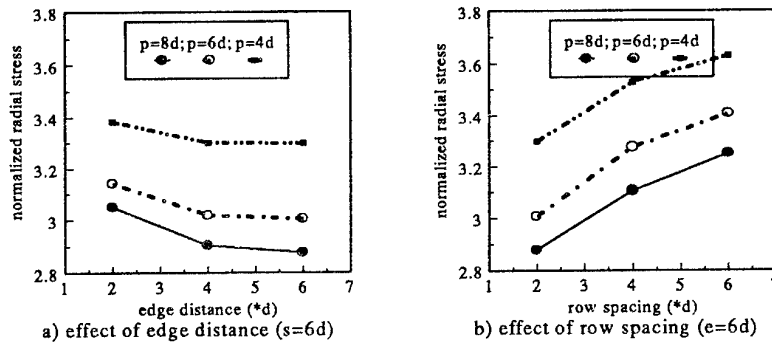 3.8
3.6
3.4
3.2
3
2.8
normalized radial stress
p=8d; p=6d; p=4d
1 2 3 4 5 6 7
edge distance (*d)
a) effect of edge distance (s=6d)
3.8
3.6
3.4
3.2
3
2.8
normalized radial stress
p=8d; p=6d; p=4d
1 2 3 4 5 6 7
row spacing (*d)
b) effect of row spacing (e=6d)